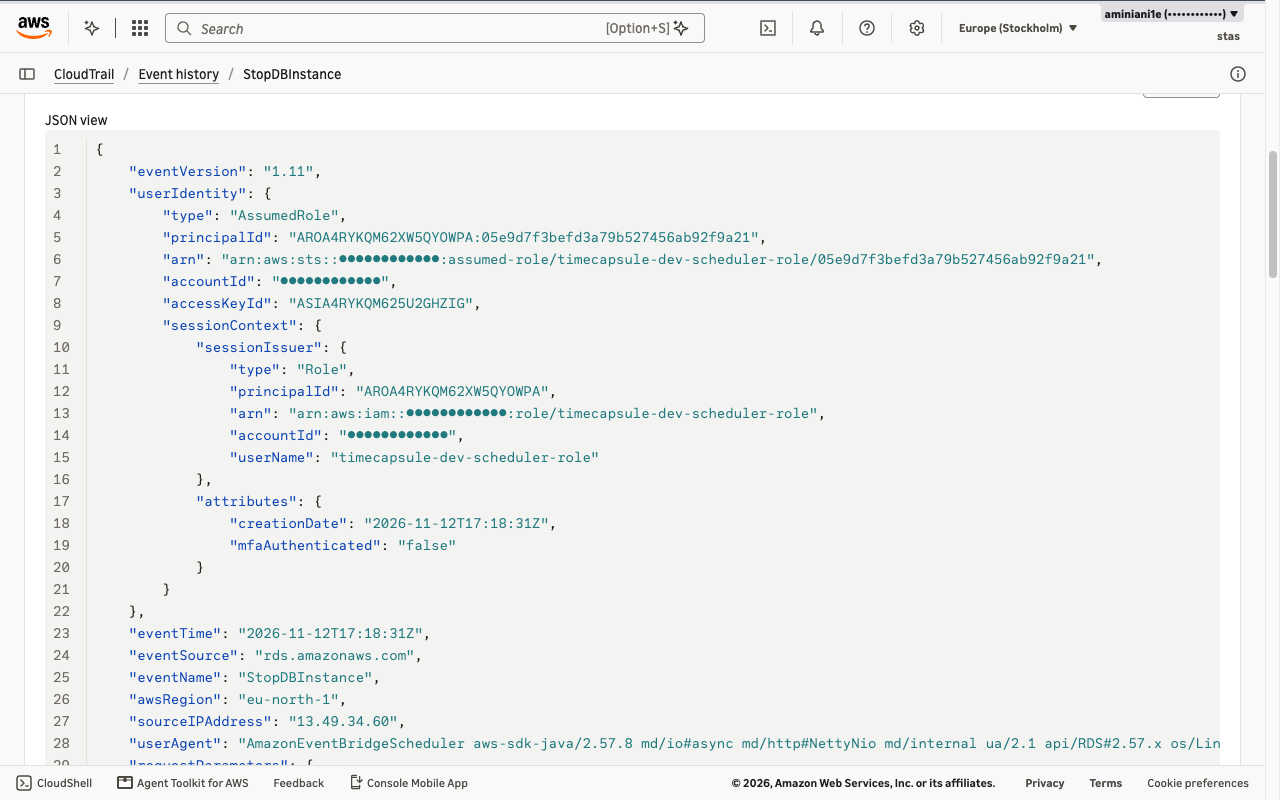 aws
Search
[Option+S]
Europe (Stockholm)
aminiani1e (••••••••••••)
stas
CloudTrail / Event history / StopDBInstance
JSON view
1 {
2 "eventVersion": "1.11",
3 "userIdentity": {
4 "type": "AssumedRole",
5 "principalId": "AROA4RYKQM62XW5QYOWPA:05e9d7f3befd3a79b527456ab92f9a21",
6 "arn": "arn:aws:sts::●●●●●●●●●●●●:assumed-role/timecapsule-dev-scheduler-role/05e9d7f3befd3a79b527456ab92f9a21",
7 "accountId": "●●●●●●●●●●●●",
8 "accessKeyId": "ASIA4RYKQM625U2GHZIG",
9 "sessionContext": {
10 "sessionIssuer": {
11 "type": "Role",
12 "principalId": "AROA4RYKQM62XW5QYOWPA",
13 "arn": "arn:aws:iam::●●●●●●●●●●●●:role/timecapsule-dev-scheduler-role",
14 "accountId": "●●●●●●●●●●●●",
15 "userName": "timecapsule-dev-scheduler-role"
16 },
17 "attributes": {
18 "creationDate": "2026-11-12T17:18:31Z",
19 "mfaAuthenticated": "false"
20 }
21 }
22 },
23 "eventTime": "2026-11-12T17:18:31Z",
24 "eventSource": "rds.amazonaws.com",
25 "eventName": "StopDBInstance",
26 "awsRegion": "eu-north-1",
27 "sourceIPAddress": "13.49.34.60",
28 "userAgent": "AmazonEventBridgeScheduler aws-sdk-java/2.57.8 md/io#async md/http#NettyNio md/internal ua/2.1 api/RDS#2.57.x os/Lin
29 "requestParameters": {
CloudShell
Agent Toolkit for AWS
Feedback
Console Mobile App
© 2026, Amazon Web Services, Inc. or its affiliates.
Privacy
Terms
Cookie preferences